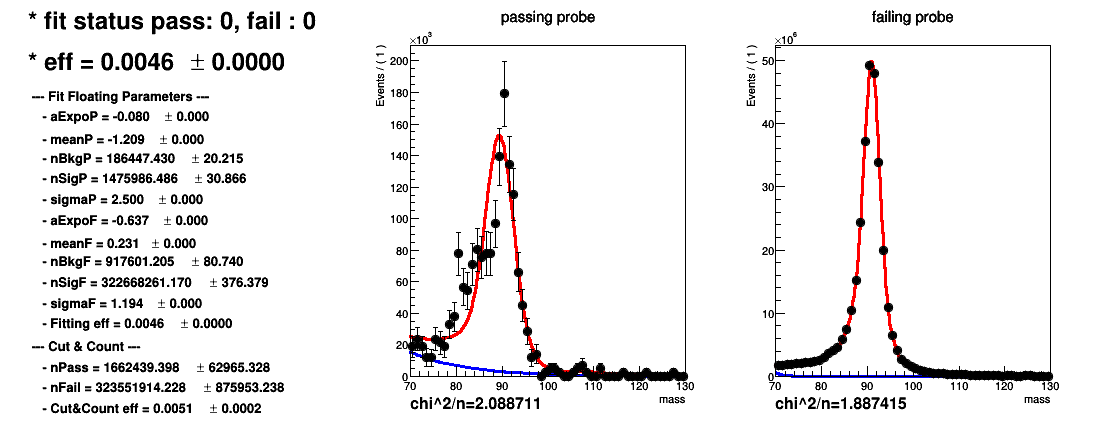 * fit status pass: 0, fail : 0
* eff = 0.0046 ± 0.0000
--- Fit Floating Parameters ---
- aExpoP = -0.080 ± 0.000
- meanP = -1.209 ± 0.000
- nBkgP = 186447.430 ± 20.215
- nSigP = 1475986.486 ± 30.866
- sigmaP = 2.500 ± 0.000
- aExpoF = -0.637 ± 0.000
- meanF = 0.231 ± 0.000
- nBkgF = 917601.205 ± 80.740
- nSigF = 322668261.170 ± 376.379
- sigmaF = 1.194 ± 0.000
- Fitting eff = 0.0046 ± 0.0000
--- Cut & Count ---
- nPass = 1662439.398 ± 62965.328
- nFail = 323551914.228 ± 875953.238
- Cut&Count eff = 0.0051 ± 0.0002
passing probe
×10³
Events / ( 1 )
200
180
160
140
120
100
80
60
40
20
0
70 80 90 100 110 120 130
mass
chi^2/n=2.088711
failing probe
×10⁶
Events / ( 1 )
50
40
30
20
10
0
70 80 90 100 110 120 130
mass
chi^2/n=1.887415